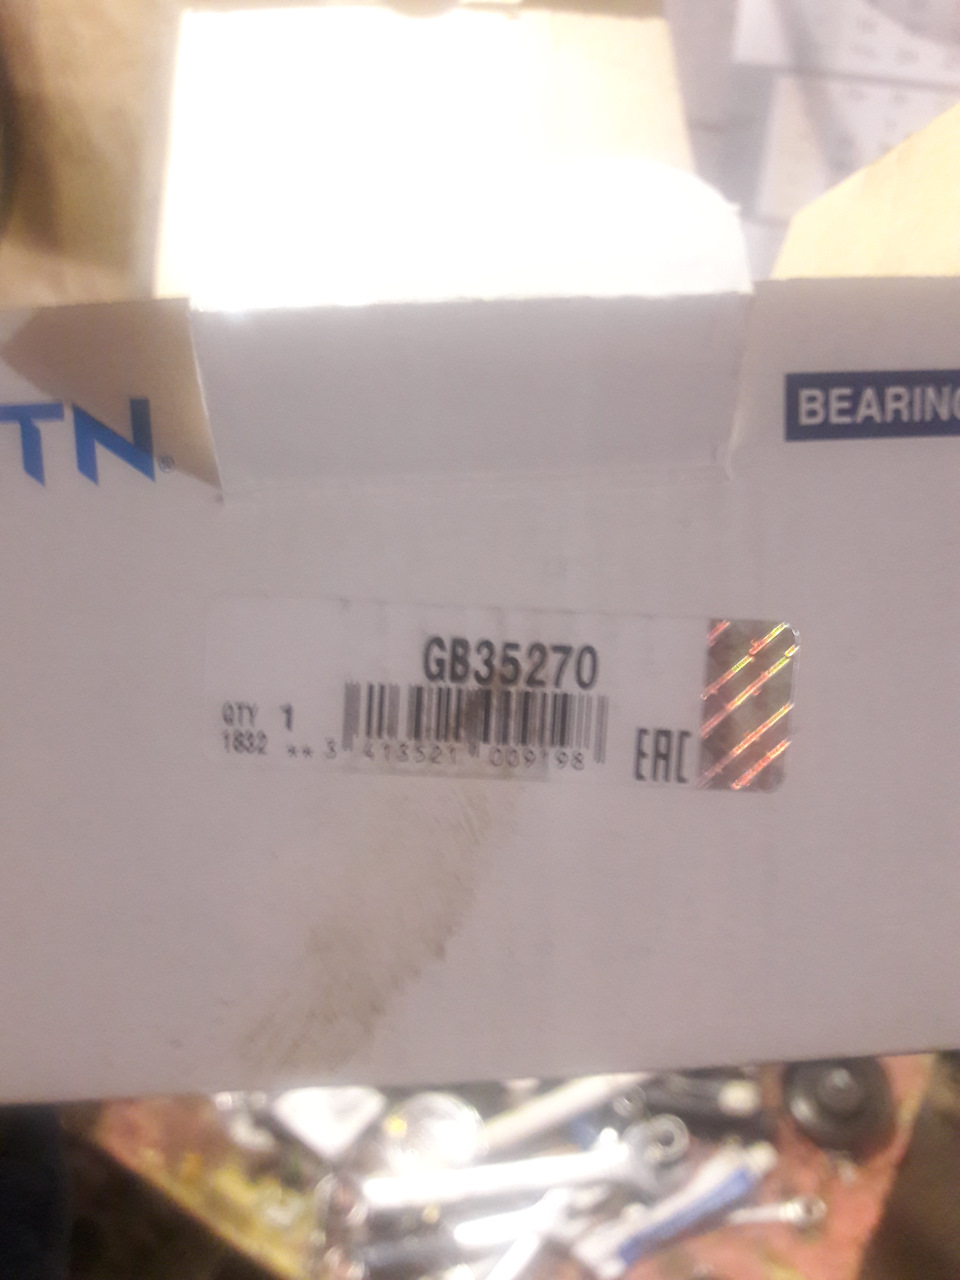 TN®
BEARING
GB35270
QTY 1
1832 ** 3 413521 009198
EAC